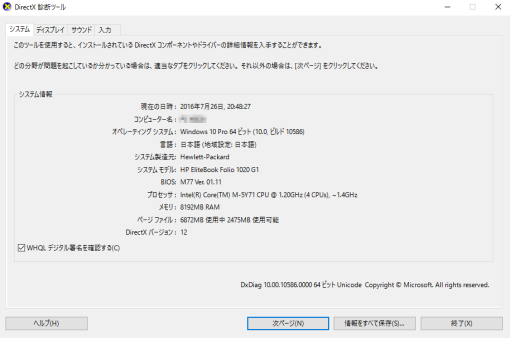 DirectX 診断ツール
システム ディスプレイ サウンド 入力
このツールを使用すると、インストールされている DirectX コンポーネントやドライバーの詳細情報を入手することができます。
どの分野が問題を起こしているか分かっている場合は、適当なタブをクリックしてください。それ以外の場合は、[次ページ] をクリックしてください。
システム情報
現在の日時: 2016年7月26日, 20:48:27
コンピューター名:
オペレーティング システム: Windows 10 Pro 64 ビット (10.0, ビルド 10586)
言語: 日本語 (地域設定: 日本語)
システム製造元: Hewlett-Packard
システム モデル: HP EliteBook Folio 1020 G1
BIOS: M77 Ver. 01.11
プロセッサ: Intel(R) Core(TM) M-5Y71 CPU @ 1.20GHz (4 CPUs), ~1.4GHz
メモリ: 8192MB RAM
ページ ファイル: 6872MB 使用中 2475MB 使用可能
DirectX バージョン: 12
WHQL デジタル署名を確認する(C)
DxDiag 10.00.10586.0000 64 ビット Unicode Copyright © Microsoft. All rights reserved.
ヘルプ(H) 次ページ(N) 情報をすべて保存(S)... 終了(X)